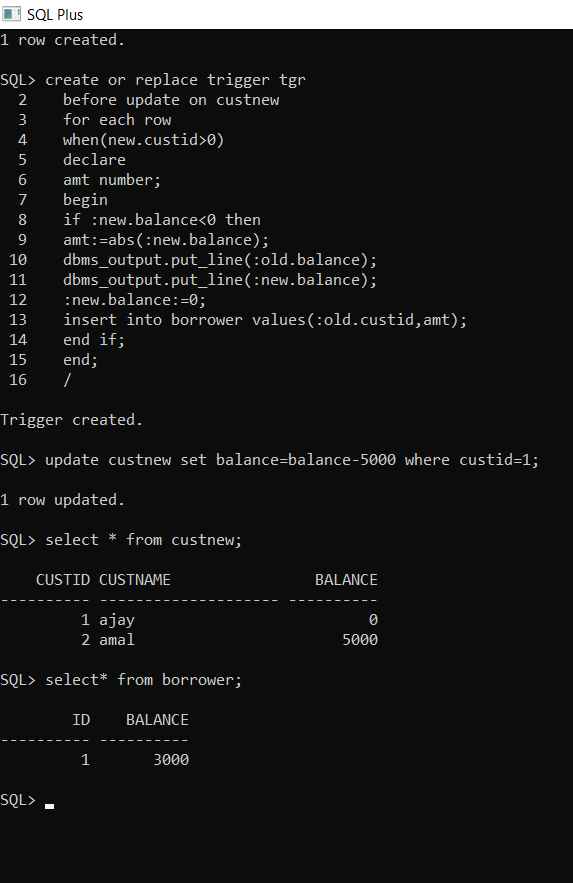 SQL Plus
1 row created.
SQL> create or replace trigger tgr
  2    before update on custnew
  3    for each row
  4    when(new.custid>0)
  5    declare
  6    amt number;
  7    begin
  8    if :new.balance<0 then
  9    amt:=abs(:new.balance);
 10    dbms_output.put_line(:old.balance);
 11    dbms_output.put_line(:new.balance);
 12    :new.balance:=0;
 13    insert into borrower values(:old.custid,amt);
 14    end if;
 15    end;
 16    /
Trigger created.
SQL> update custnew set balance=balance-5000 where custid=1;
1 row updated.
SQL> select * from custnew;
    CUSTID CUSTNAME                BALANCE
---------- -------------------- ----------
         1 ajay                          0
         2 amal                       5000
SQL> select* from borrower;
        ID    BALANCE
---------- ----------
         1       3000
SQL>